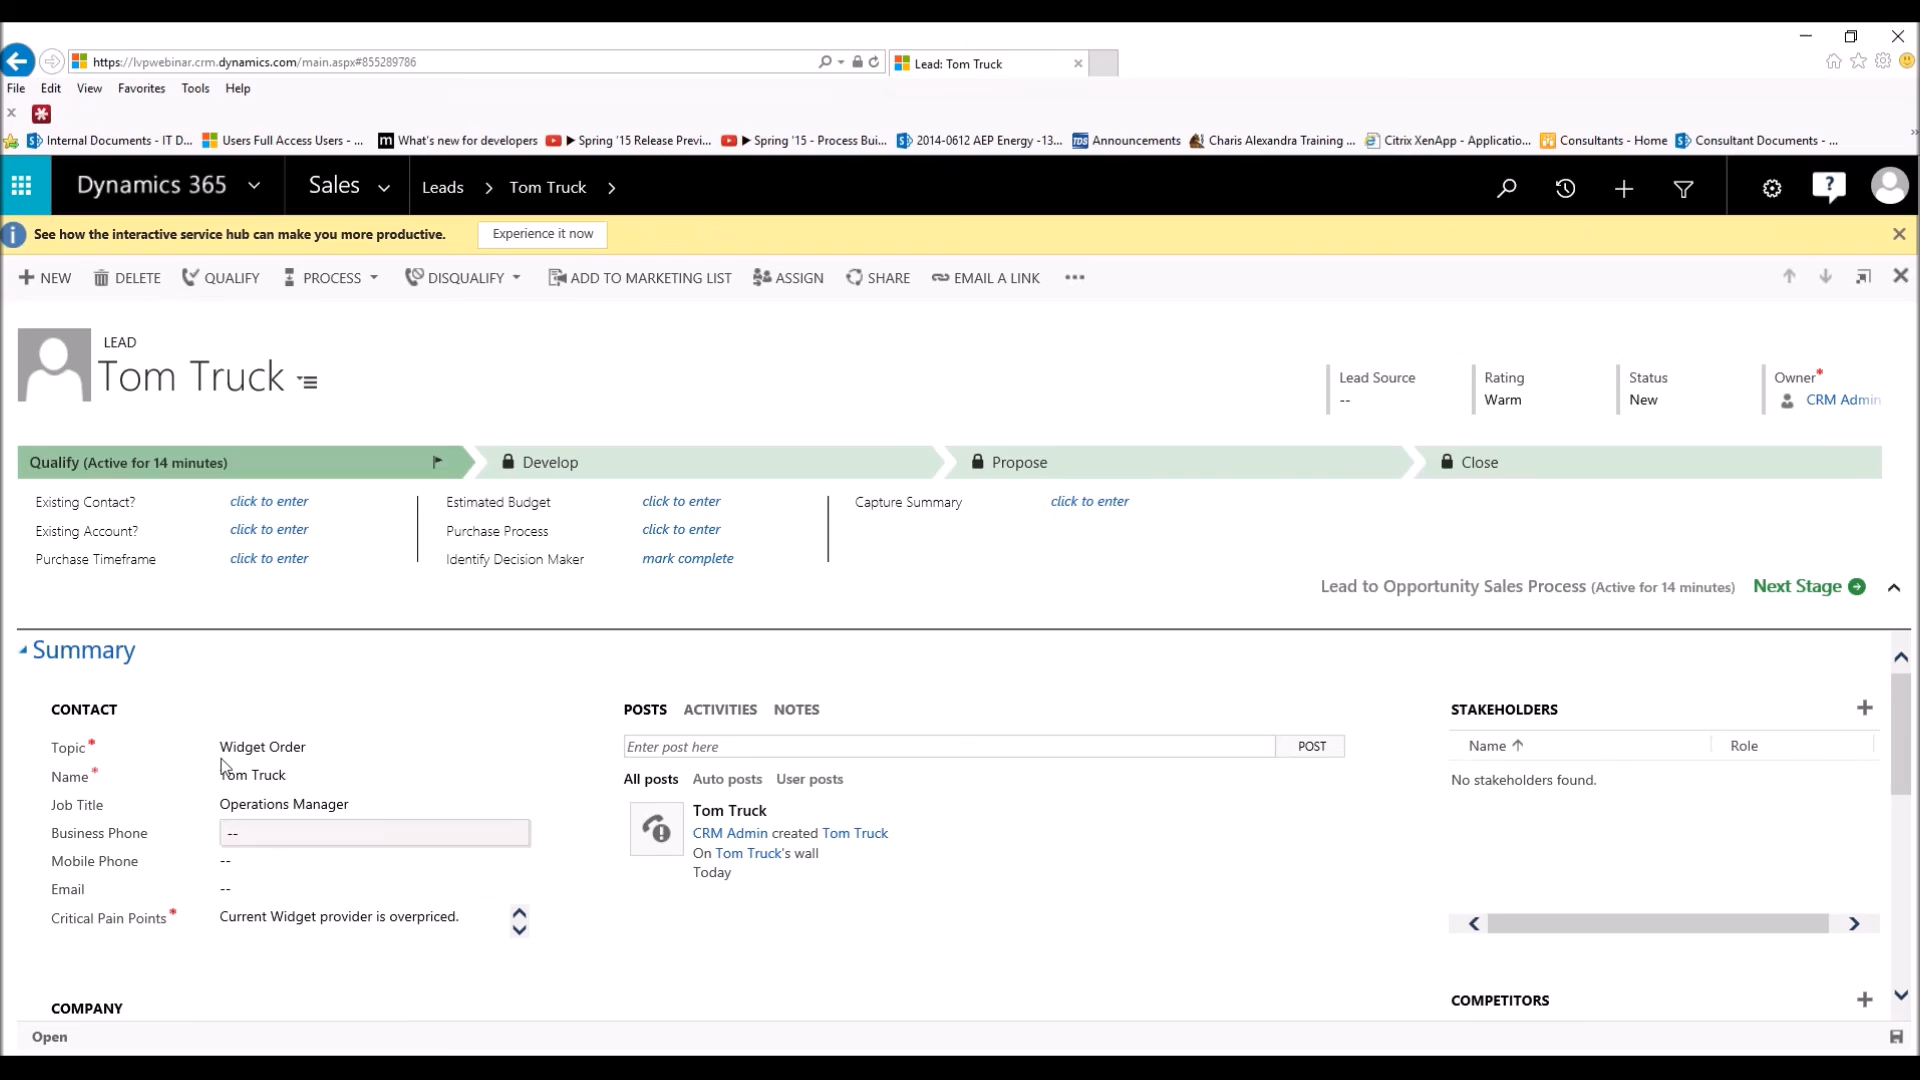 https://lvpwebinar.crm.dynamics.com/main.aspx#855289786
Lead: Tom Truck
File Edit View Favorites Tools Help
Internal Documents - IT D... Users Full Access Users - ... What's new for developers ▶ Spring '15 Release Previ... ▶ Spring '15 - Process Bui... 2014-0612 AEP Energy -13... Announcements Charis Alexandra Training ... Citrix XenApp - Applicatio... Consultants - Home Consultant Documents - ...
Dynamics 365 Sales Leads > Tom Truck >
See how the interactive service hub can make you more productive. Experience it now
NEW DELETE QUALIFY PROCESS DISQUALIFY ADD TO MARKETING LIST ASSIGN SHARE EMAIL A LINK ...
LEAD
Tom Truck
Lead Source Rating Status Owner*
-- Warm New CRM Admin
Qualify (Active for 14 minutes) Develop Propose Close
Existing Contact? click to enter Estimated Budget click to enter Capture Summary click to enter
Existing Account? click to enter Purchase Process click to enter
Purchase Timeframe click to enter Identify Decision Maker mark complete
Lead to Opportunity Sales Process (Active for 14 minutes) Next Stage
Summary
CONTACT POSTS ACTIVITIES NOTES STAKEHOLDERS
Topic* Widget Order Enter post here POST Name ↑ Role
Name* Tom Truck All posts Auto posts User posts No stakeholders found.
Job Title Operations Manager Tom Truck
Business Phone -- CRM Admin created Tom Truck
On Tom Truck's wall
Mobile Phone -- Today
Email --
Critical Pain Points* Current Widget provider is overpriced.
COMPANY COMPETITORS
Open